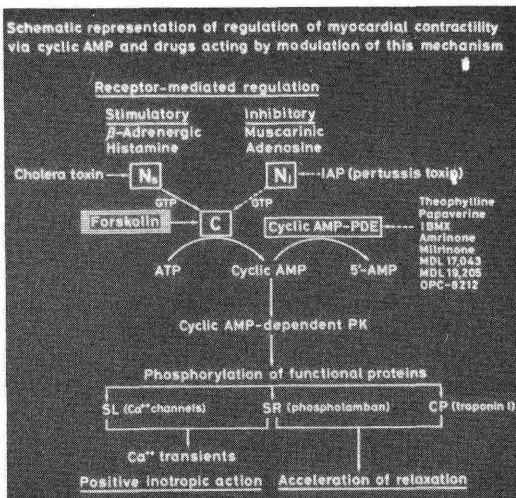 Schematic representation of regulation of myocardial contractility
via cyclic AMP and drugs acting by modulation of this mechanism
Receptor-mediated regulation
Stimulatory Inhibitory
β-Adrenergic Muscarinic
Histamine Adenosine
Cholera toxin Ns Ni IAP (pertussis toxin)
GTP GTP
Forskolin C Cyclic AMP-PDE
Theophylline
Papaverine
IBMX
Amrinone
Milrinone
MDL 17,043
MDL 19,205
OPC-8212
ATP Cyclic AMP 5'-AMP
Cyclic AMP-dependent PK
Phosphorylation of functional proteins
SL (Ca++ channels) SR (phospholamban) CP (troponin I)
Ca++ transients
Positive inotropic action Acceleration of relaxation